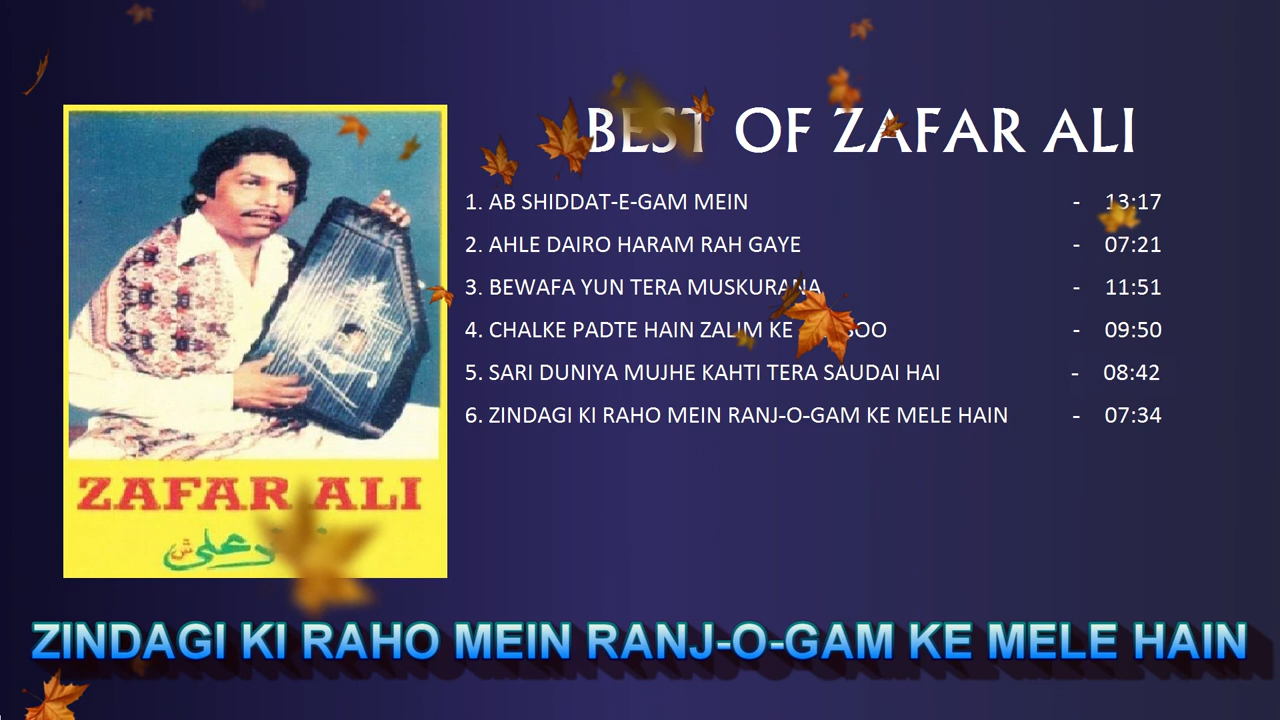 BEST OF ZAFAR ALI
1. AB SHIDDAT-E-GAM MEIN - 13:17
2. AHLE DAIRO HARAM RAH GAYE - 07:21
3. BEWAFA YUN TERA MUSKURANA - 11:51
4. CHALKE PADTE HAIN ZALIM KE - 09:50
5. SARI DUNIYA MUJHE KAHTI TERA SAUDAI HAI - 08:42
6. ZINDAGI KI RAHO MEIN RANJ-O-GAM KE MELE HAIN - 07:34
ZAFAR ALI
علی
ZINDAGI KI RAHO MEIN RANJ-O-GAM KE MELE HAIN